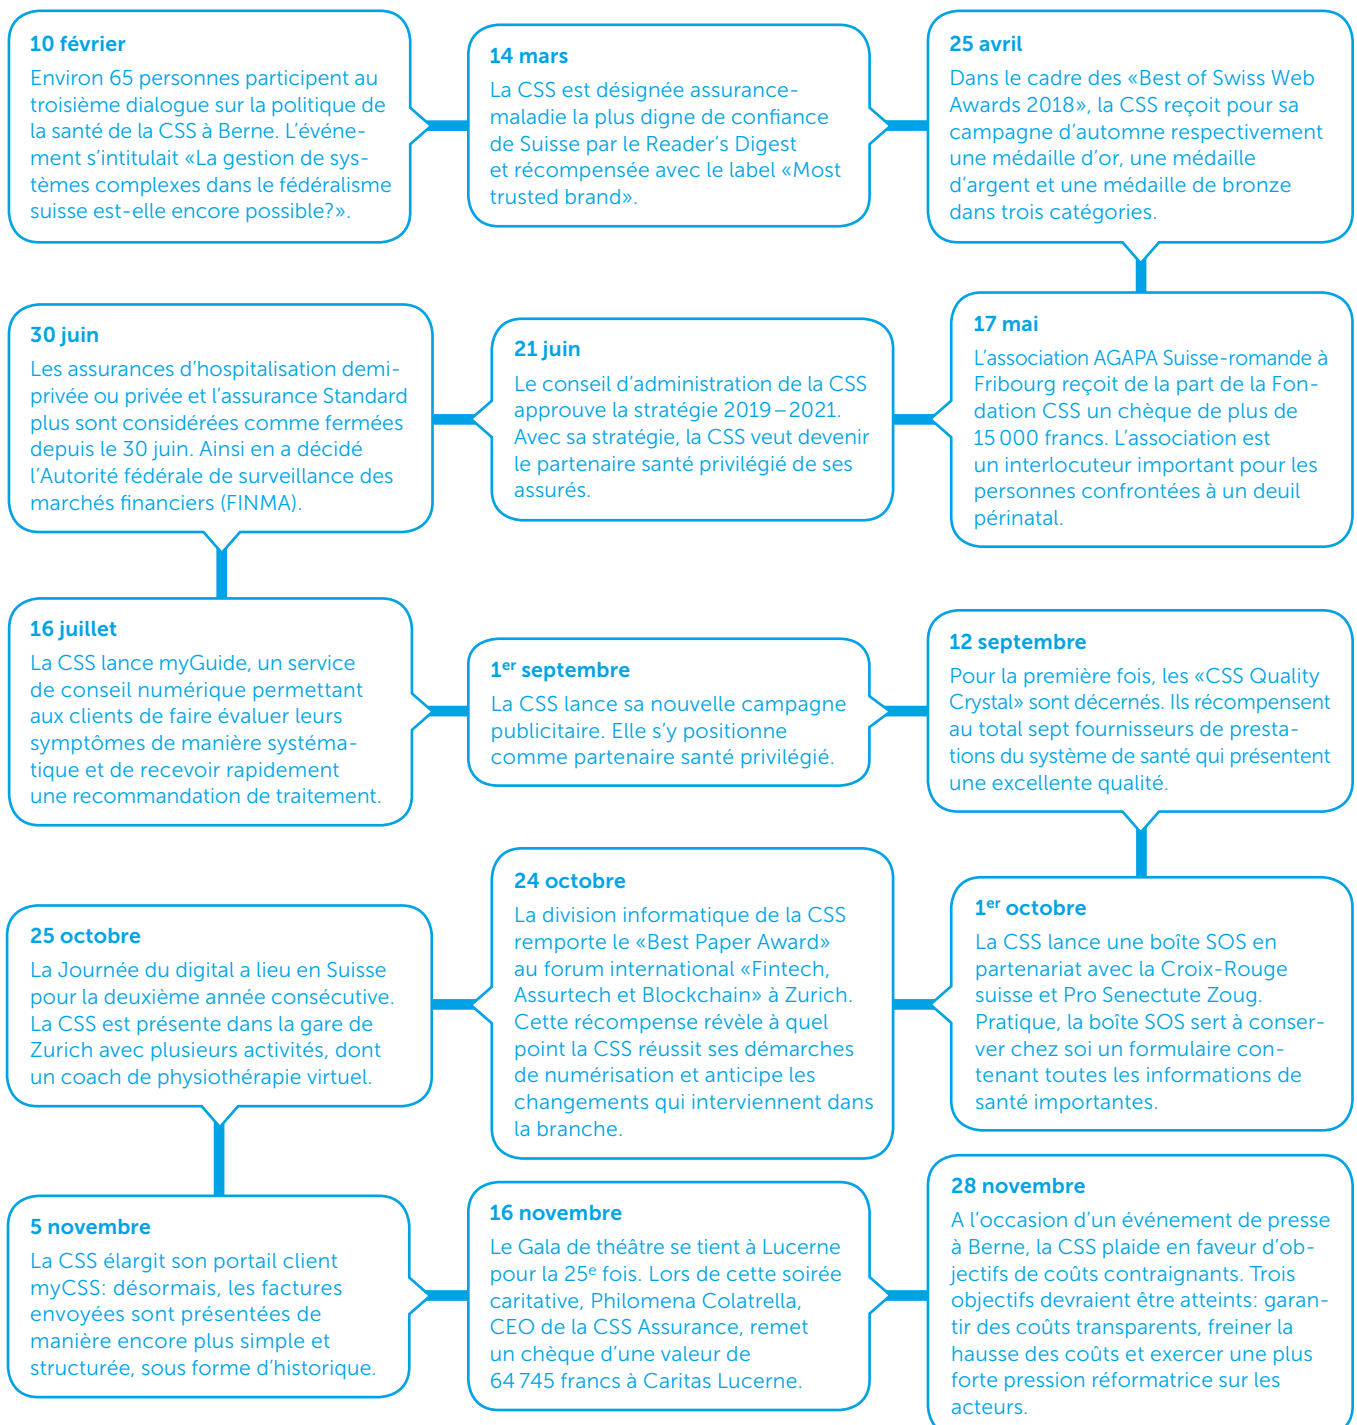 10 février
Environ 65 personnes participent au
troisième dialogue sur la politique de
la santé de la CSS à Berne. L’événe-
ment s’intitulait «La gestion de sys-
tèmes complexes dans le fédéralisme
suisse est-elle encore possible?».
14 mars
La CSS est désignée assurance-
maladie la plus digne de confiance
de Suisse par le Reader’s Digest
et récompensée avec le label «Most
trusted brand».
25 avril
Dans le cadre des «Best of Swiss Web
Awards 2018», la CSS reçoit pour sa
campagne d’automne respectivement
une médaille d’or, une médaille
d’argent et une médaille de bronze
dans trois catégories.
17 mai
L’association AGAPA Suisse-romande à
Fribourg reçoit de la part de la Fon-
dation CSS un chèque de plus de
15 000 francs. L’association est
un interlocuteur important pour les
personnes confrontées à un deuil
périnatal.
21 juin
Le conseil d’administration de la CSS
approuve la stratégie 2019 – 2021.
Avec sa stratégie, la CSS veut devenir
le partenaire santé privilégié de ses
assurés.
30 juin
Les assurances d’hospitalisation demi-
privée ou privée et l’assurance Standard
plus sont considérées comme fermées
depuis le 30 juin. Ainsi en a décidé
l’Autorité fédérale de surveillance des
marchés financiers (FINMA).
16 juillet
La CSS lance myGuide, un service
de conseil numérique permettant
aux clients de faire évaluer leurs
symptômes de manière systéma-
tique et de recevoir rapidement
une recommandation de traitement.
1er septembre
La CSS lance sa nouvelle campagne
publicitaire. Elle s’y positionne
comme partenaire santé privilégié.
12 septembre
Pour la première fois, les «CSS Quality
Crystal» sont décernés. Ils récompensent
au total sept fournisseurs de presta-
tions du système de santé qui présentent
une excellente qualité.
1er octobre
La CSS lance une boîte SOS en
partenariat avec la Croix-Rouge
suisse et Pro Senectute Zoug.
Pratique, la boîte SOS sert à conser-
ver chez soi un formulaire con-
tenant toutes les informations de
santé importantes.
24 octobre
La division informatique de la CSS
remporte le «Best Paper Award»
au forum international «Fintech,
Assurtech et Blockchain» à Zurich.
Cette récompense révèle à quel
point la CSS réussit ses démarches
de numérisation et anticipe les
changements qui interviennent dans
la branche.
25 octobre
La Journée du digital a lieu en Suisse
pour la deuxième année consécutive.
La CSS est présente dans la gare de
Zurich avec plusieurs activités, dont
un coach de physiothérapie virtuel.
5 novembre
La CSS élargit son portail client
myCSS: désormais, les factures
envoyées sont présentées de
manière encore plus simple et
structurée, sous forme d’historique.
16 novembre
Le Gala de théâtre se tient à Lucerne
pour la 25e fois. Lors de cette soirée
caritative, Philomena Colatrella,
CEO de la CSS Assurance, remet
un chèque d’une valeur de
64 745 francs à Caritas Lucerne.
28 novembre
A l’occasion d’un événement de presse
à Berne, la CSS plaide en faveur d’ob-
jectifs de coûts contraignants. Trois
objectifs devraient être atteints: garan-
tir des coûts transparents, freiner la
hausse des coûts et exercer une plus
forte pression réformatrice sur les
acteurs.